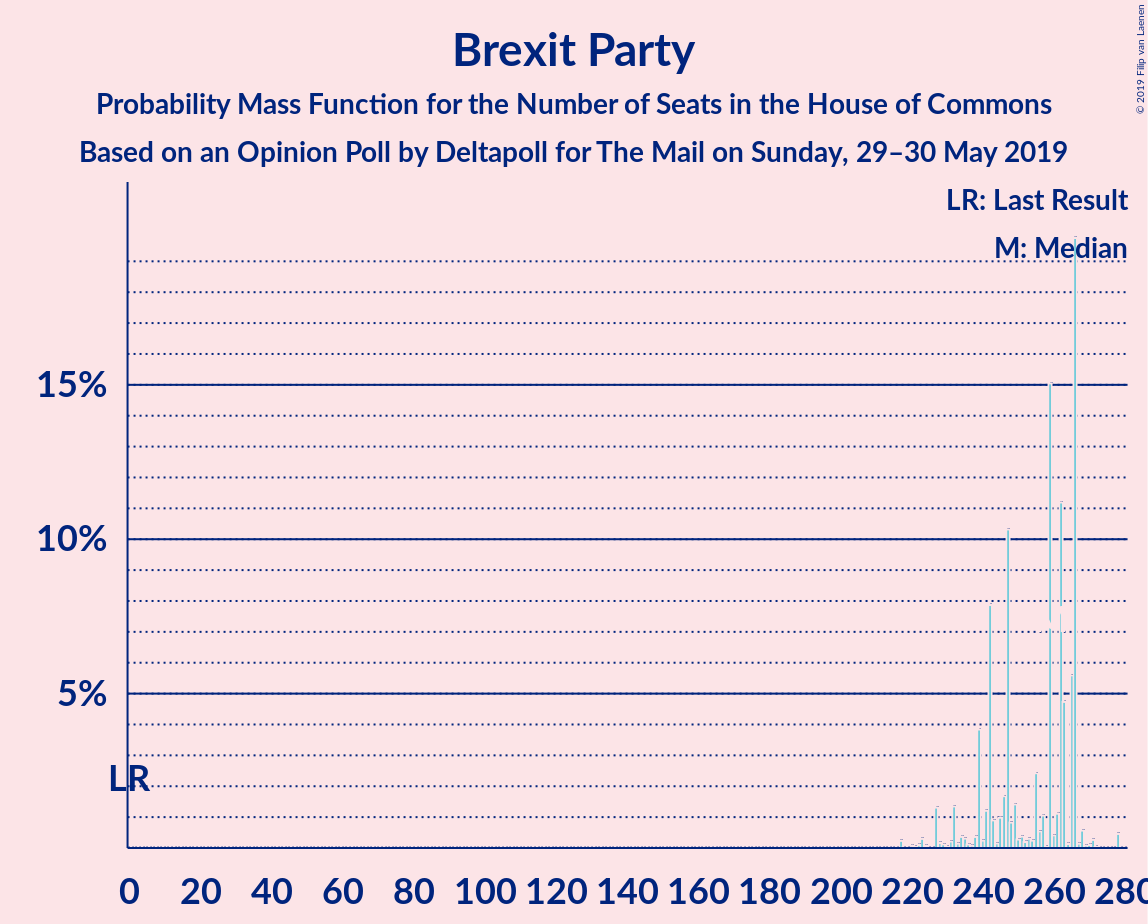 Brexit Party
Probability Mass Function for the Number of Seats in the House of Commons
Based on an Opinion Poll by Deltapoll for The Mail on Sunday, 29–30 May 2019
© 2019 Filip van Laenen
LR: Last Result
M: Median
15%
10%
5%
LR
0 20 40 60 80 100 120 140 160 180 200 220 240 260 280